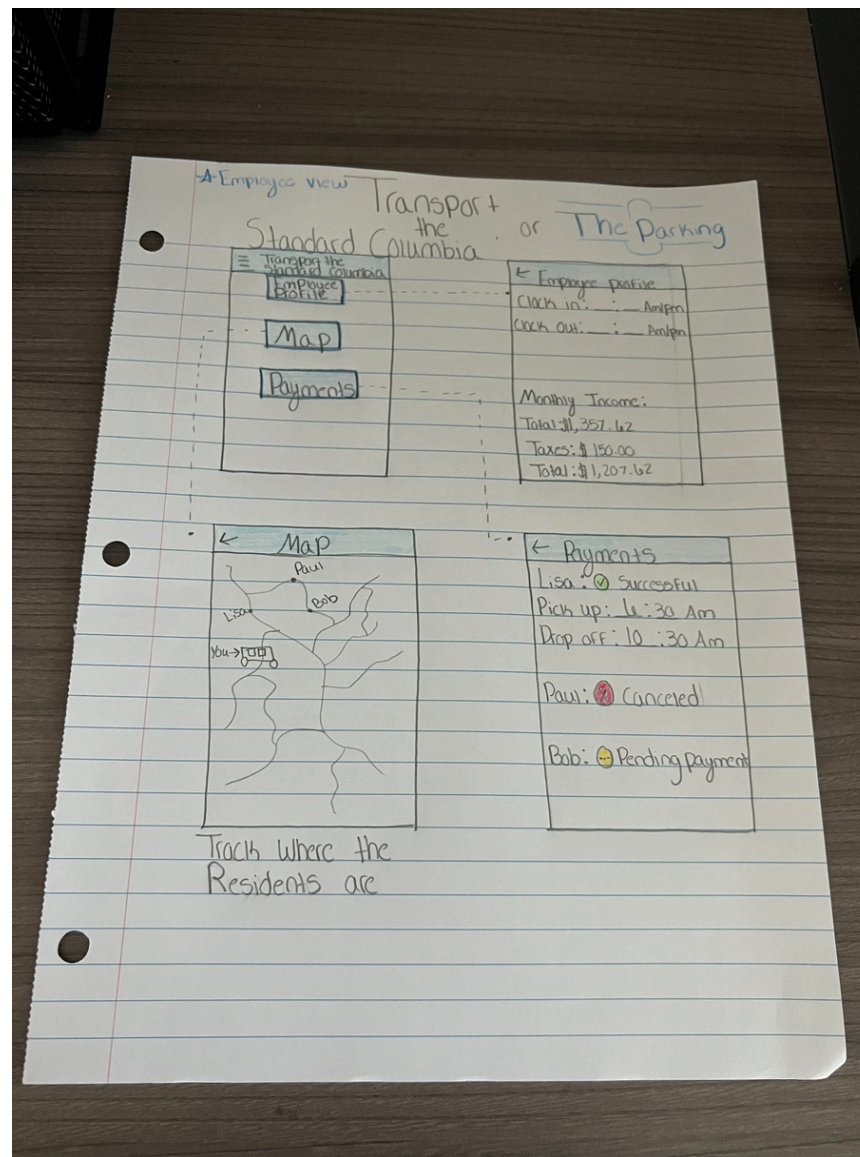 Employee view
Transport
the
Standard Columbia
or The Parking
Transport the
Standard Columbia
Employee
Profile
Map
Payments
Employee profile
Clock in: __:__ Am/pm
Clock out: __:__ Am/pm
Monthly Income:
Total: $1,357.62
Taxes: $150.00
Total: $1,207.62
Map
Paul
Bob
Lisa
You→
Track Where the
Residents are
Payments
Lisa: Successful
Pick up: 6:30 Am
Drop off: 10:30 Am
Paul: Canceled
Bob: Pending payment